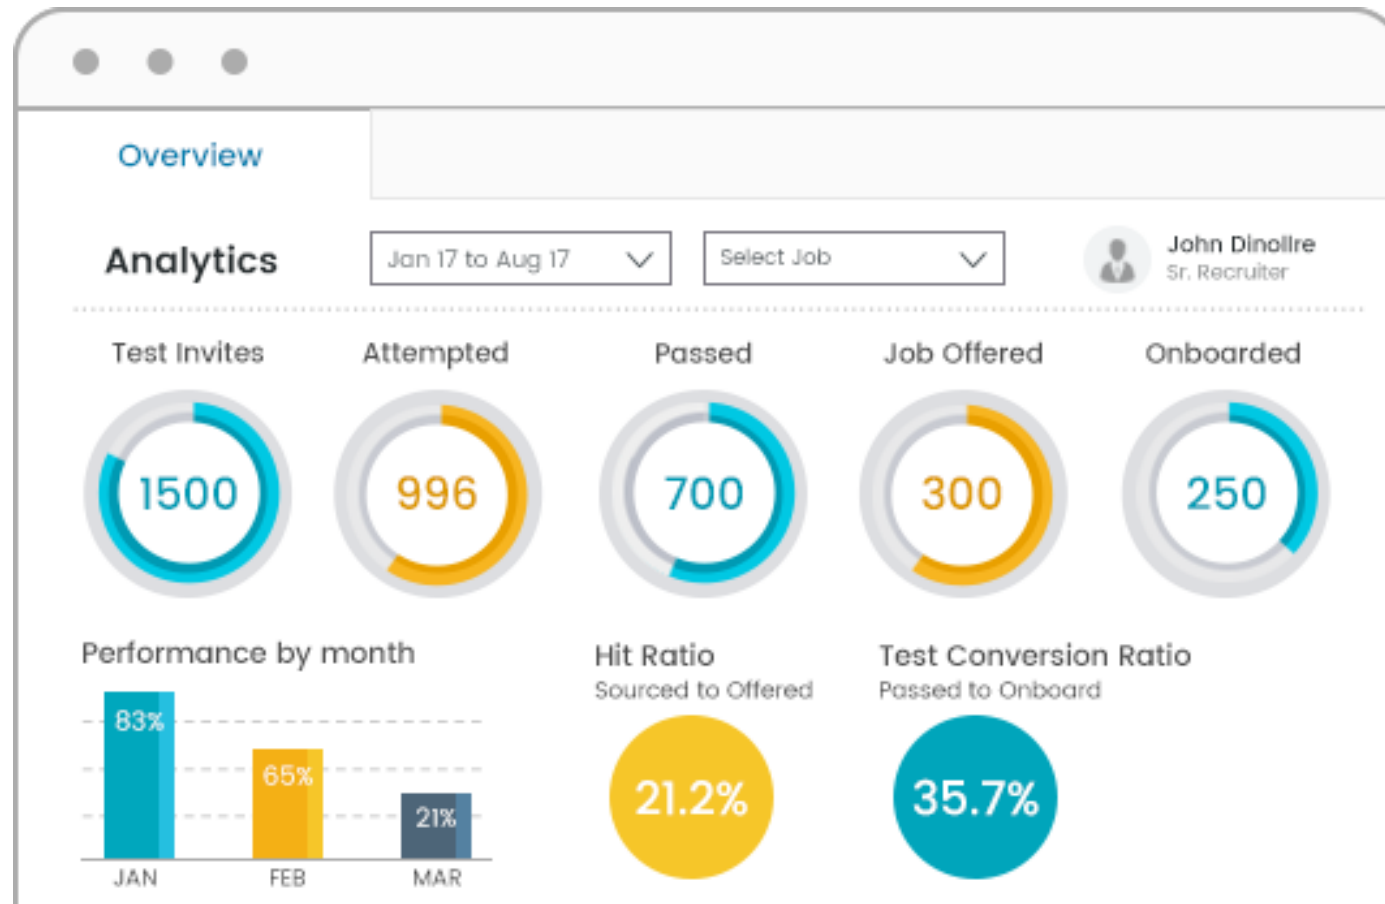 Overview
Analytics
Jan 17 to Aug 17
Select Job
John Dinollre
Sr. Recruiter
Test Invites
Attempted
Passed
Job Offered
Onboarded
1500
996
700
300
250
Performance by month
83%
65%
21%
JAN
FEB
MAR
Hit Ratio
Sourced to Offered
21.2%
Test Conversion Ratio
Passed to Onboard
35.7%